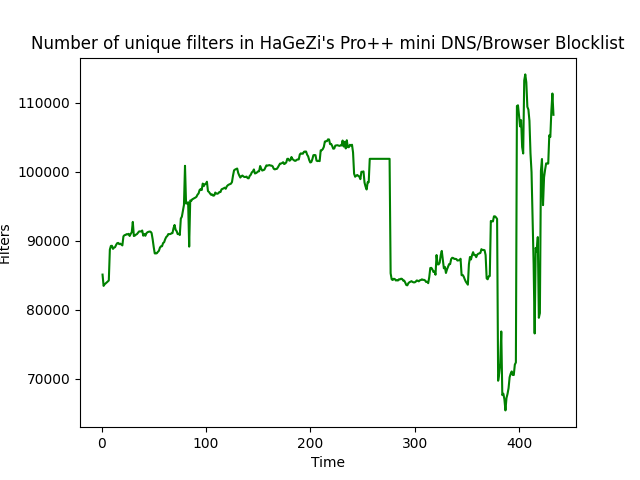 Number of unique filters in HaGeZi's Pro++ mini DNS/Browser Blocklist
110000
100000
90000
80000
70000
Filters
0 100 200 300 400
Time